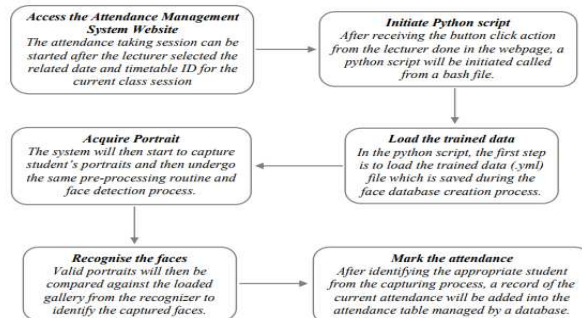 Access the Attendance Management
System Website
The attendance taking session can be
started after the lecturer selected the
related date and timetable ID for the
current class session
Initiate Python script
After receiving the button click action
from the lecturer done in the webpage, a
python script will be initiated called
from a bash file.
Load the trained data
In the python script, the first step
is to load the trained data (.yml)
file which is saved during the
face database creation process.
Acquire Portrait
The system will then start to capture
student's portraits and then undergo
the same pre-processing routine and
face detection process.
Recognise the faces
Valid portraits will then be
compared against the loaded
gallery from the recognizer to
identify the captured faces.
Mark the attendance
After identifying the appropriate student
from the capturing process, a record of the
current attendance will be added into the
attendance table managed by a database.